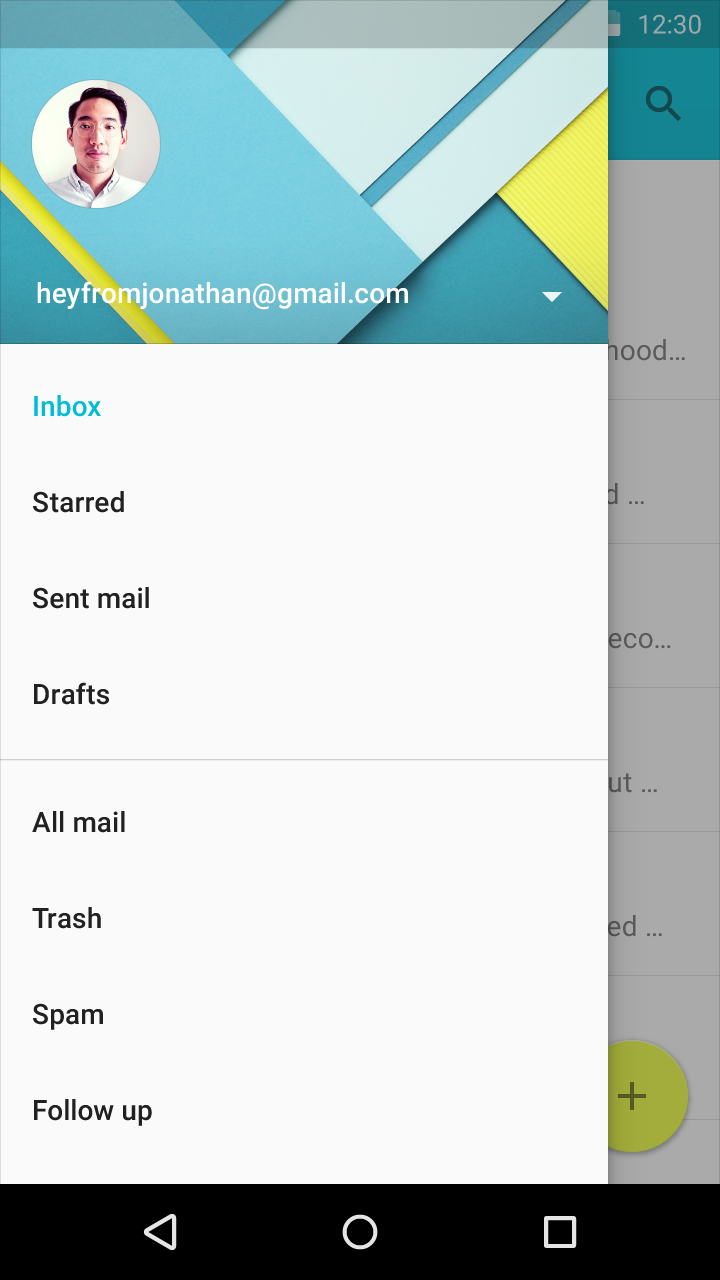 12:30
heyfromjonathan@gmail.com
Inbox
Starred
Sent mail
Drafts
All mail
Trash
Spam
Follow up
hood…
d …
eco…
ut …
ed …